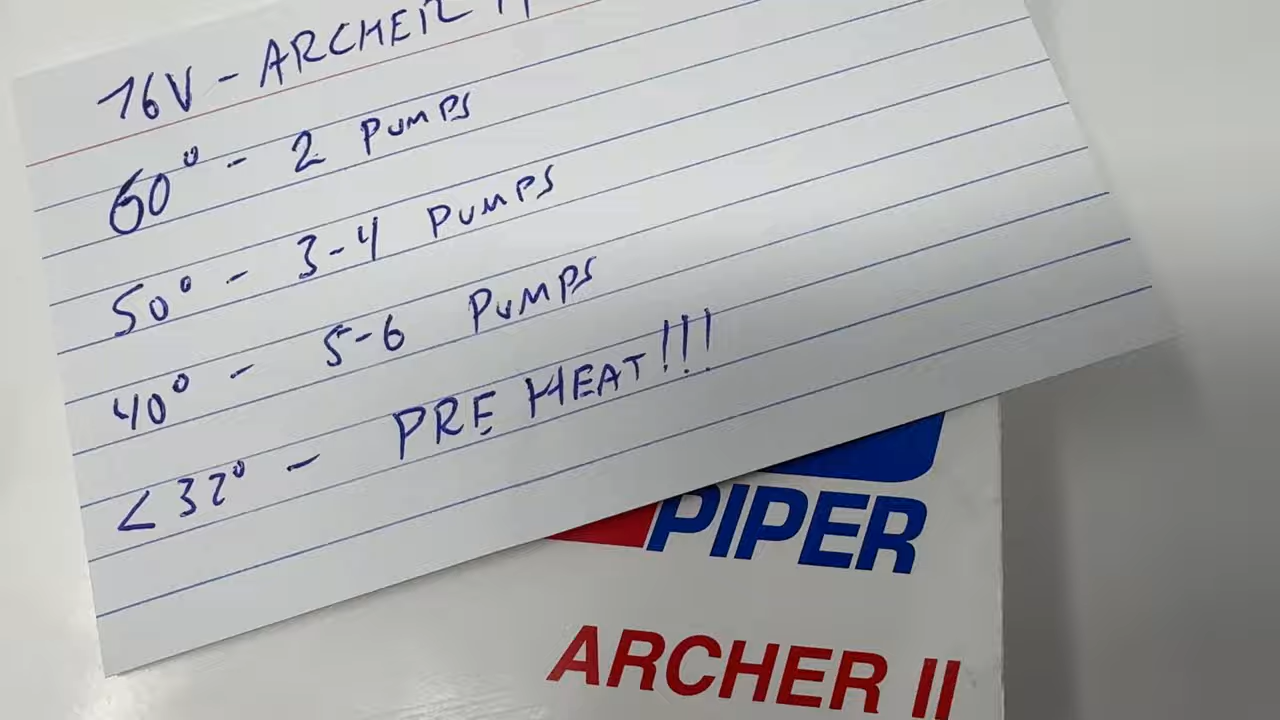 76V - ARCHER II
60° - 2 PUMPS
50° - 3-4 PUMPS
40° - 5-6 PUMPS
< 32° - PRE HEAT!!!
PIPER
ARCHER II